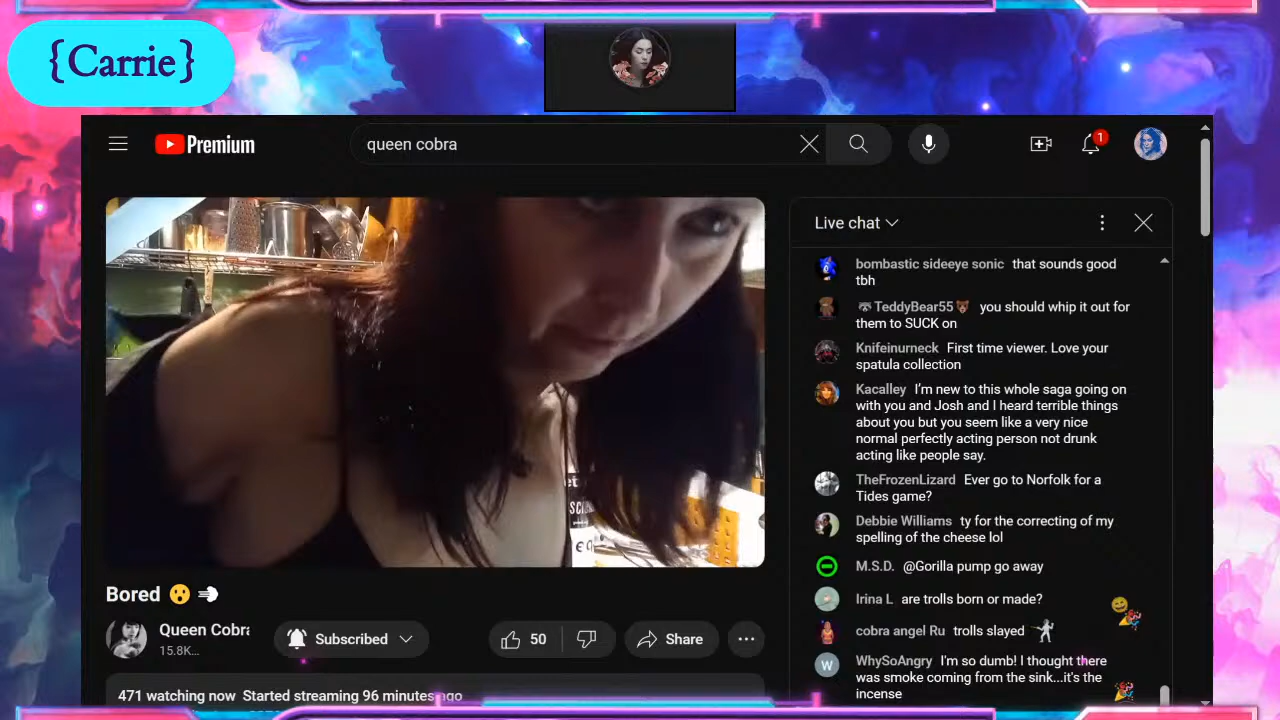 {Carrie}
Premium
queen cobra
1
Live chat
bombastic sideeye sonic that sounds good
tbh
TeddyBear55 you should whip it out for
them to SUCK on
Knifeinurneck First time viewer. Love your
spatula collection
Kacalley I'm new to this whole saga going on
with you and Josh and I heard terrible things
about you but you seem like a very nice
normal perfectly acting person not drunk
acting like people say.
TheFrozenLizard Ever go to Norfolk for a
Tides game?
Debbie Williams ty for the correcting of my
spelling of the cheese lol
M.S.D. @Gorilla pump go away
Irina L are trolls born or made?
cobra angel Ru trolls slayed
W WhySoAngry I'm so dumb! I thought there
was smoke coming from the sink...it's the
incense
Bored
Queen Cobra
15.8K...
Subscribed
50
Share
471 watching now Started streaming 96 minutes ago